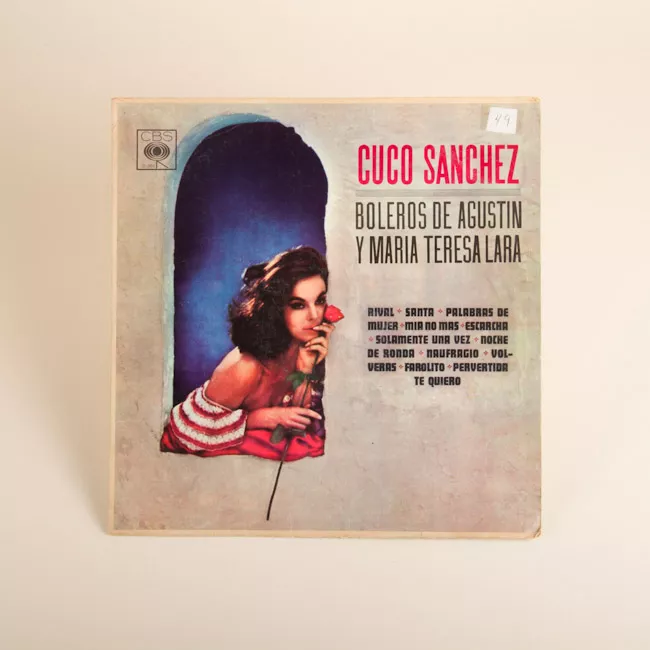 49
CBS
CUCO SANCHEZ
BOLEROS DE AGUSTIN
Y MARIA TERESA LARA
RIVAL + SANTA + PALABRAS DE
MUJER + MIA NO MAS + ESCARCHA
+ SOLAMENTE UNA VEZ + NOCHE
DE RONDA + NAUFRAGIO + VOL-
VERAS + FAROLITO + PERVERTIDA
TE QUIERO